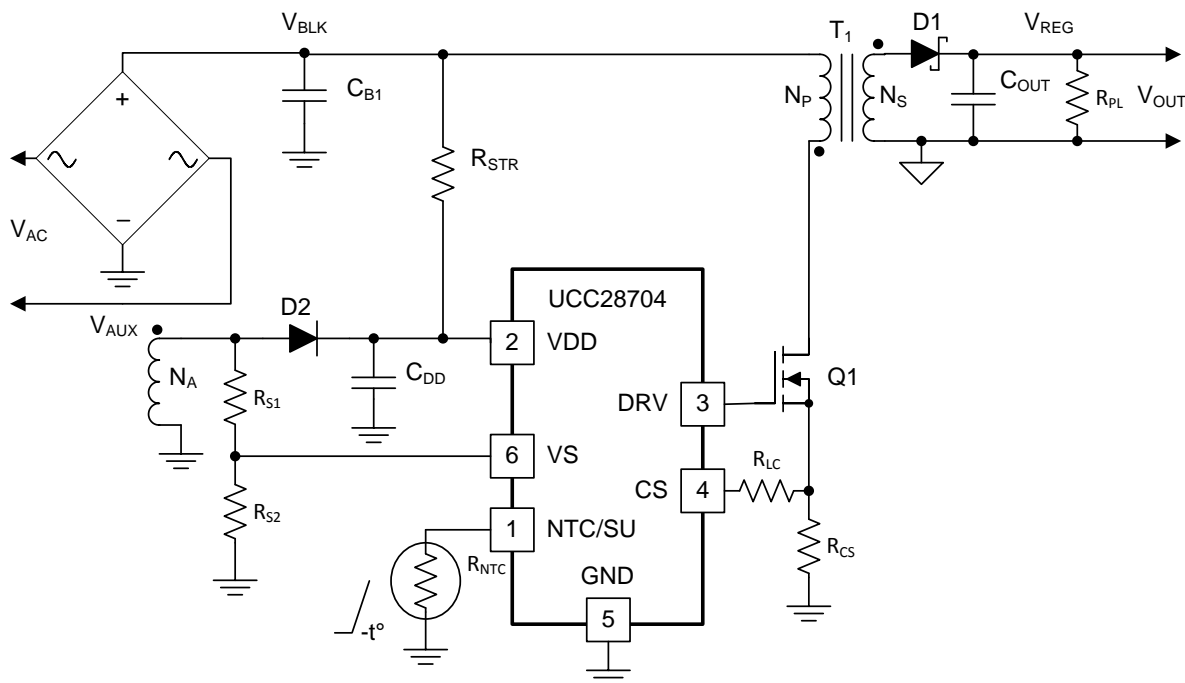 V_BLK
T_1
D1
V_REG
+
C_B1
N_P
N_S
C_OUT
R_PL
V_OUT
R_STR
−
V_AC
UCC28704
V_AUX
D2
2
VDD
N_A
R_S1
C_DD
DRV
3
Q1
6
VS
R_LC
CS
4
R_S2
1
NTC/SU
R_NTC
R_CS
GND
-t°
5